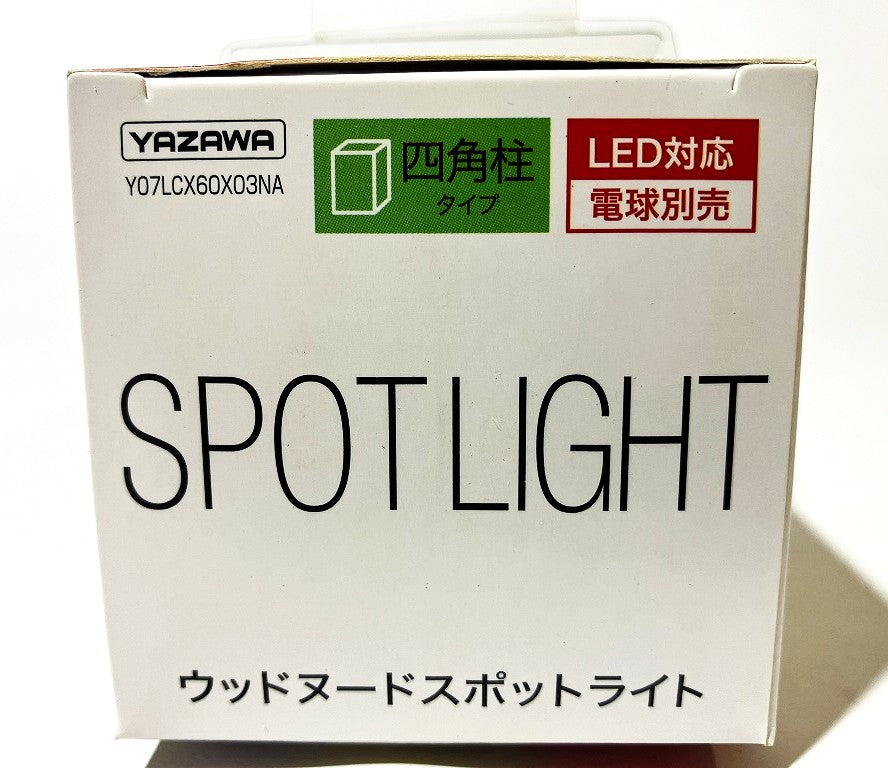 YAZAWA
Y07LCX60X03NA
四角柱
タイプ
LED対応
電球別売
SPOT LIGHT
ウッドヌードスポットライト